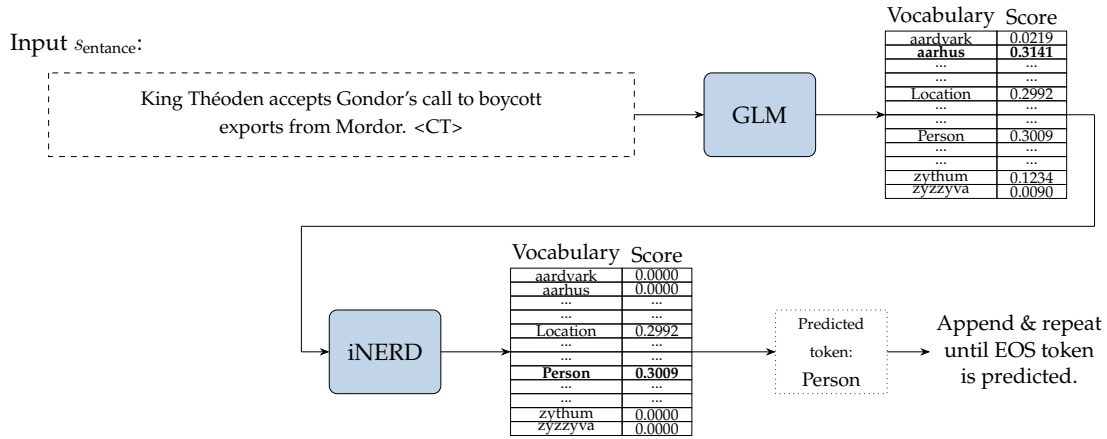 Input s_entance:
King Théoden accepts Gondor's call to boycott
exports from Mordor. <CT>
GLM
Vocabulary Score
aardvark 0.0219
aarhus 0.3141
... ...
... ...
Location 0.2992
... ...
... ...
Person 0.3009
... ...
... ...
zythum 0.1234
zyzzyva 0.0090
iNERD
Vocabulary Score
aardvark 0.0000
aarhus 0.0000
... ...
... ...
Location 0.2992
... ...
... ...
Person 0.3009
... ...
... ...
zythum 0.0000
zyzzyva 0.0000
Predicted
token:
Person
Append & repeat
until EOS token
is predicted.